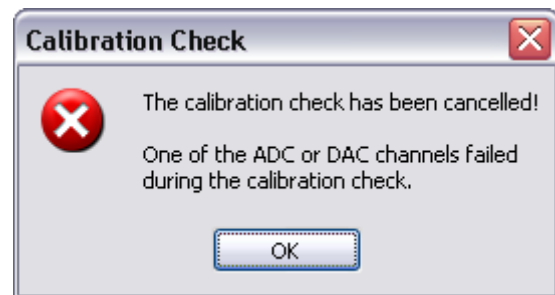 Calibration Check
The calibration check has been cancelled!
One of the ADC or DAC channels failed
during the calibration check.
OK